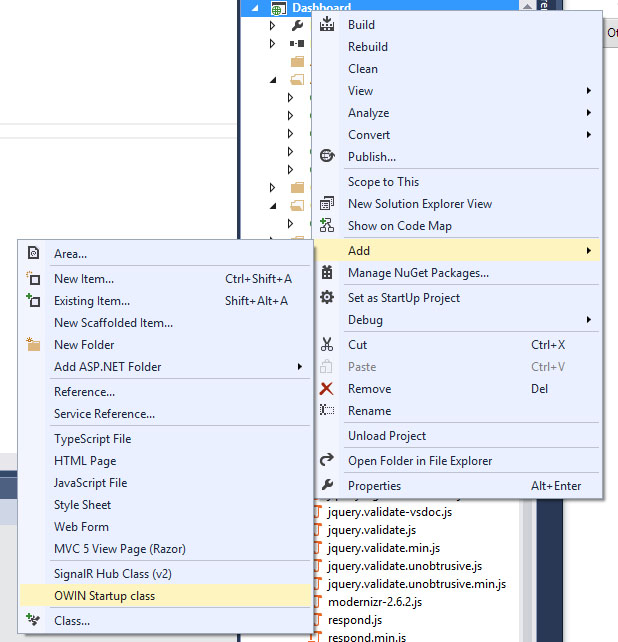 Dashboard
Build
Rebuild
Clean
View
Analyze
Convert
Publish...
Scope to This
New Solution Explorer View
Show on Code Map
Add
Manage NuGet Packages...
Set as StartUp Project
Debug
Cut Ctrl+X
Paste Ctrl+V
Remove Del
Rename
Unload Project
Open Folder in File Explorer
Properties Alt+Enter
Area...
New Item... Ctrl+Shift+A
Existing Item... Shift+Alt+A
New Scaffolded Item...
New Folder
Add ASP.NET Folder
Reference...
Service Reference...
TypeScript File
HTML Page
JavaScript File
Style Sheet
Web Form
MVC 5 View Page (Razor)
SignalR Hub Class (v2)
OWIN Startup class
Class...
jquery.validate-vsdoc.js
jquery.validate.js
jquery.validate.min.js
jquery.validate.unobtrusive.js
jquery.validate.unobtrusive.min.js
modernizr-2.6.2.js
respond.js
respond.min.js